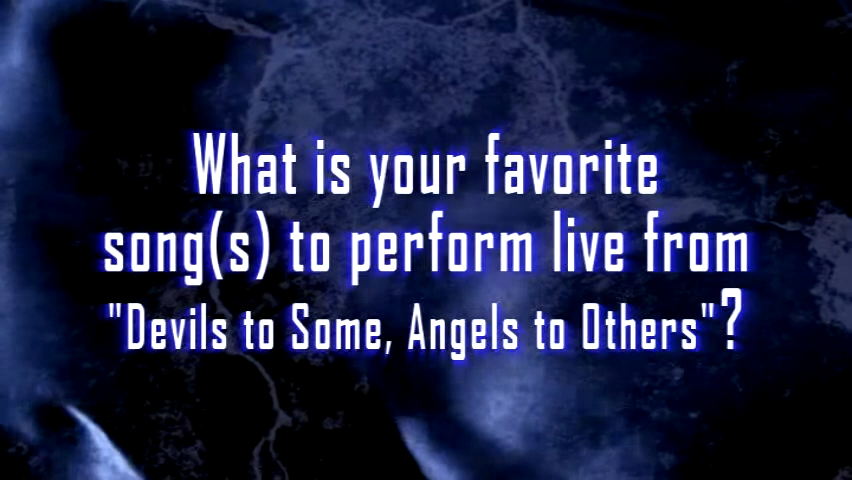 What is your favorite
song(s) to perform live from
"Devils to Some, Angels to Others"?